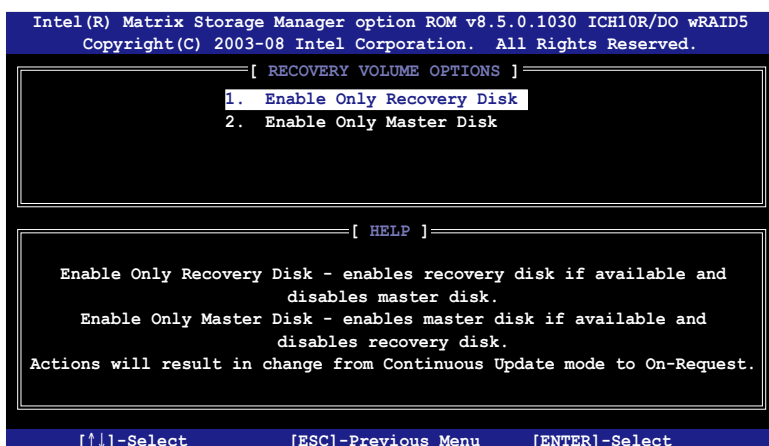 Intel(R) Matrix Storage Manager option ROM v8.5.0.1030 ICH10R/DO wRAID5
Copyright(C) 2003-08 Intel Corporation. All Rights Reserved.
[ RECOVERY VOLUME OPTIONS ]
1. Enable Only Recovery Disk
2. Enable Only Master Disk
[ HELP ]
Enable Only Recovery Disk - enables recovery disk if available and
disables master disk.
Enable Only Master Disk - enables master disk if available and
disables recovery disk.
Actions will result in change from Continuous Update mode to On-Request.
[↑↓]-Select [ESC]-Previous Menu [ENTER]-Select